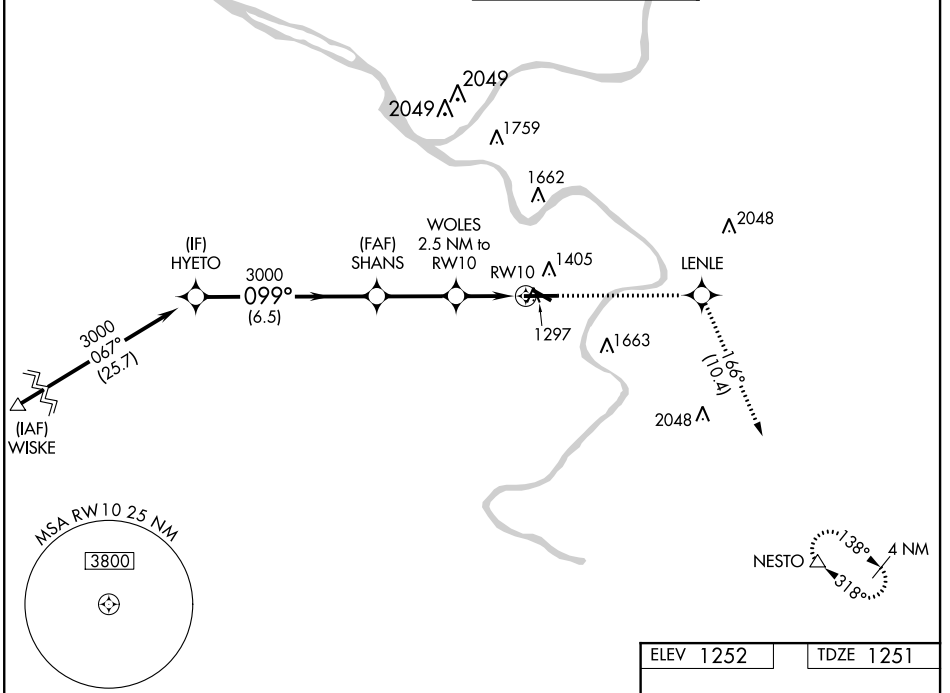 2049
2049
1759
1662
2048
WOLES
2.5 NM to
RW10
(IF)
HYETO
(FAF)
SHANS
RW10
1405
LENLE
3000
099°
(6.5)
3000
067°
(25.7)
1297
1663
166°
(10.4)
2048
(IAF)
WISKE
MSA RW10 25 NM
3800
NESTO
138°
4 NM
318°
ELEV 1252
TDZE 1251